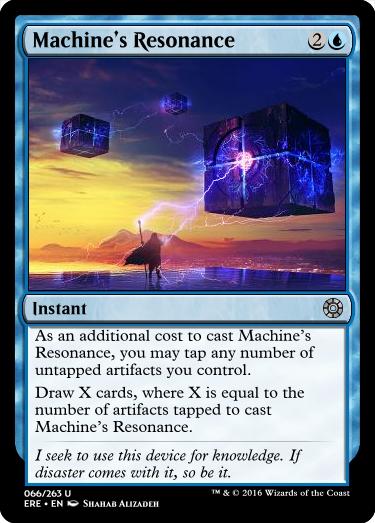 Machine's Resonance 2
Instant
As an additional cost to cast Machine's
Resonance, you may tap any number of
untapped artifacts you control.
Draw X cards, where X is equal to the
number of artifacts tapped to cast
Machine's Resonance.
I seek to use this device for knowledge. If
disaster comes with it, so be it.
066/263 U
ERE • EN Shahab Alizadeh
™ & © 2016 Wizards of the Coast